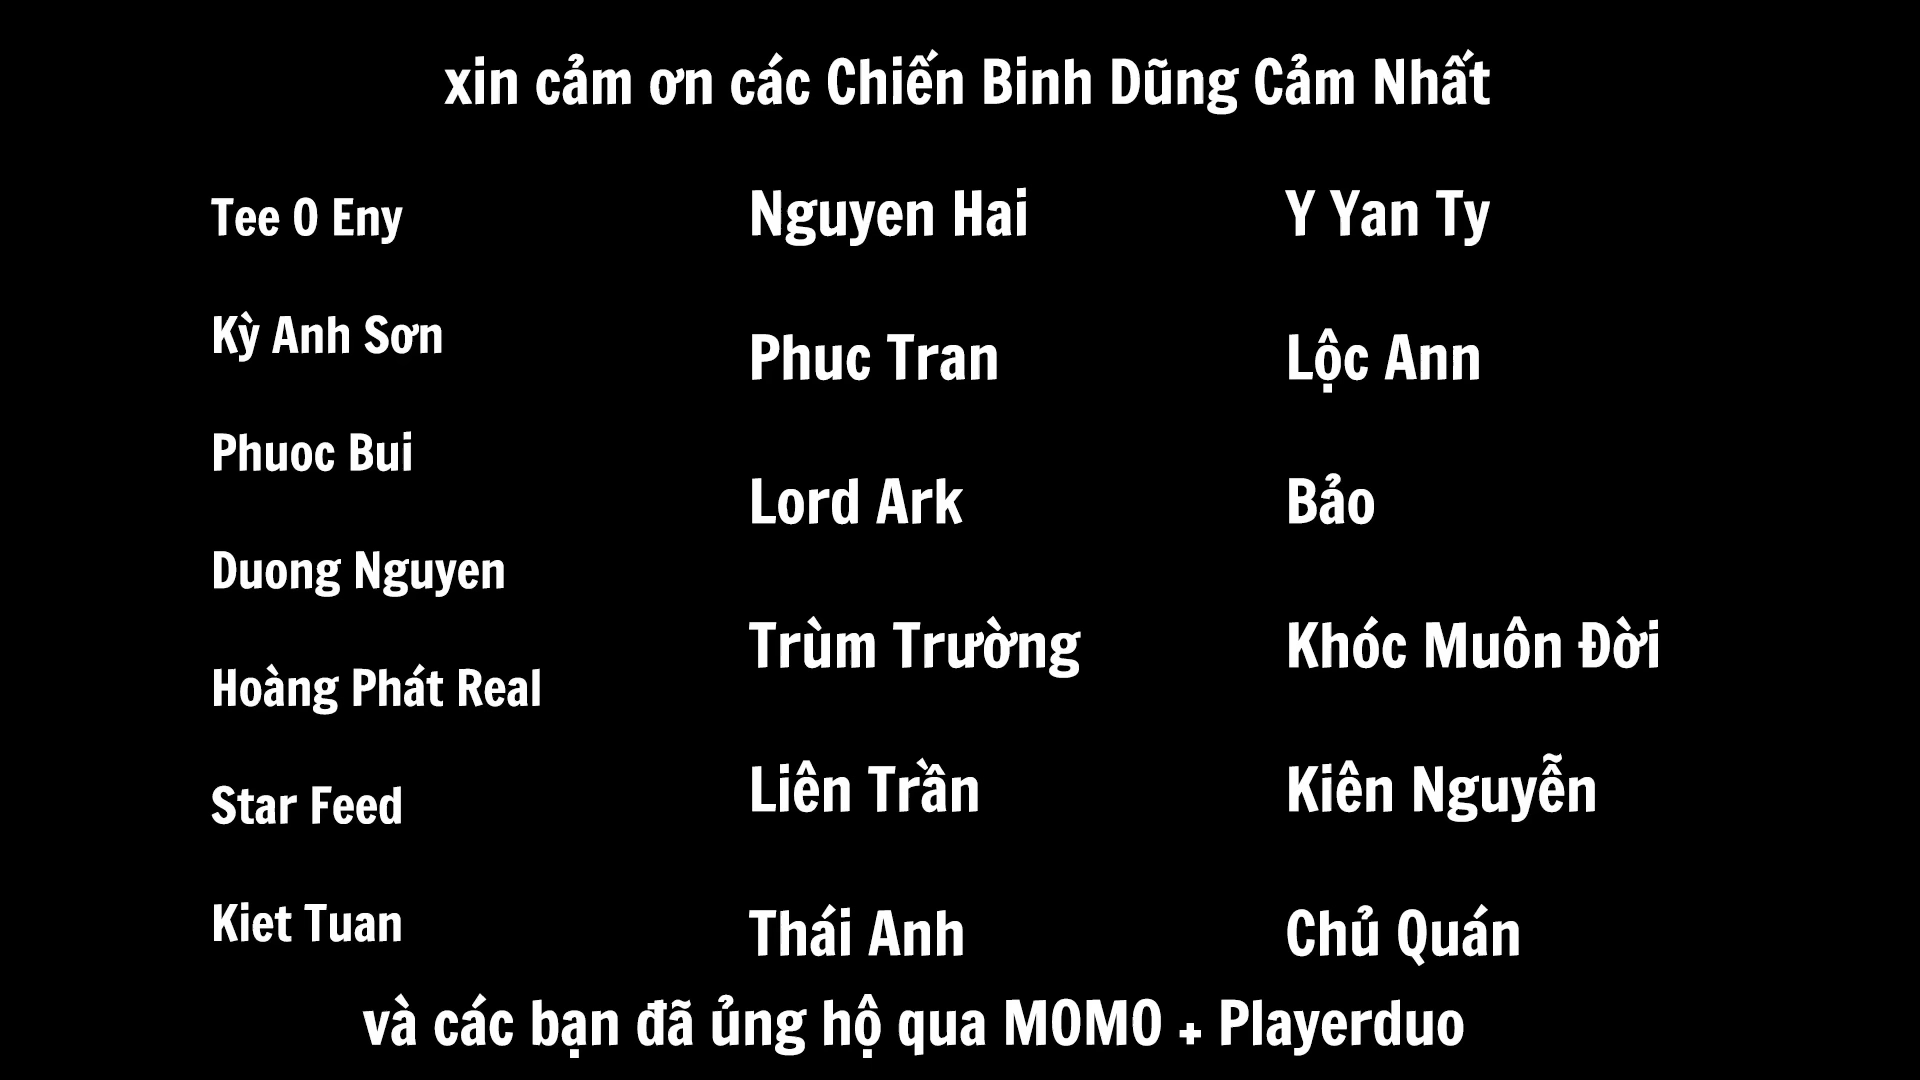 xin cảm ơn các Chiến Binh Dũng Cảm Nhất
Tee O Eny
Kỳ Anh Sơn
Phuoc Bui
Duong Nguyen
Hoàng Phát Real
Star Feed
Kiet Tuan
Nguyen Hai
Phuc Tran
Lord Ark
Trùm Trường
Liên Trần
Thái Anh
Y Yan Ty
Lộc Ann
Bảo
Khóc Muôn Đời
Kiên Nguyễn
Chủ Quán
và các bạn đã ủng hộ qua MOMO + Playerduo